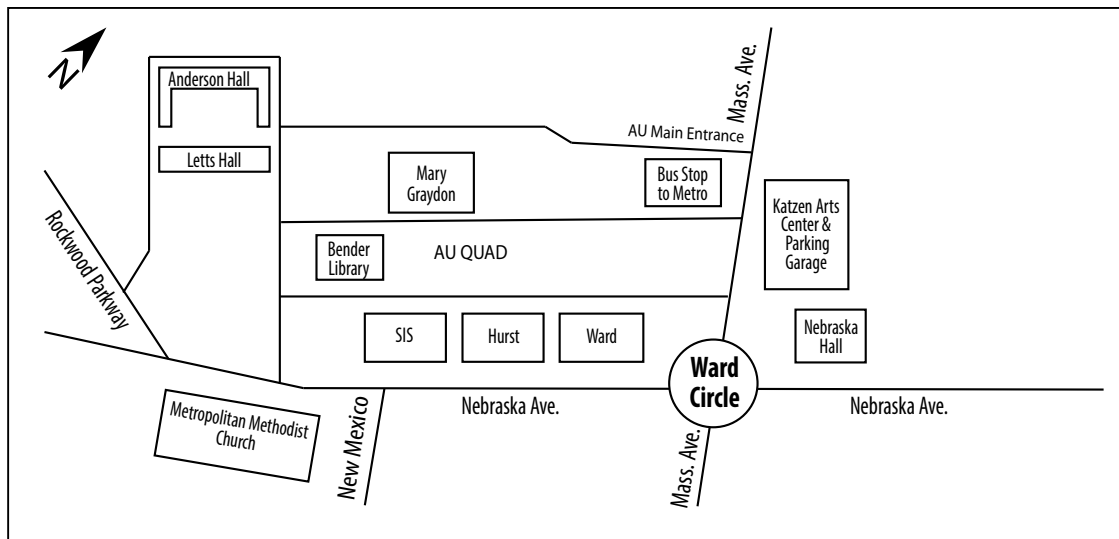 N
Anderson Hall
Letts Hall
Mass. Ave.
AU Main Entrance
Mary
Graydon
Bus Stop
to Metro
Katzen Arts
Center &
Parking
Garage
Rockwood Parkway
Bender
Library
AU QUAD
SIS
Hurst
Ward
Nebraska
Hall
Ward
Circle
Metropolitan Methodist
Church
New Mexico
Nebraska Ave.
Mass. Ave.
Nebraska Ave.